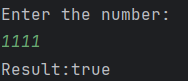 Enter the number:
1111
Result:true